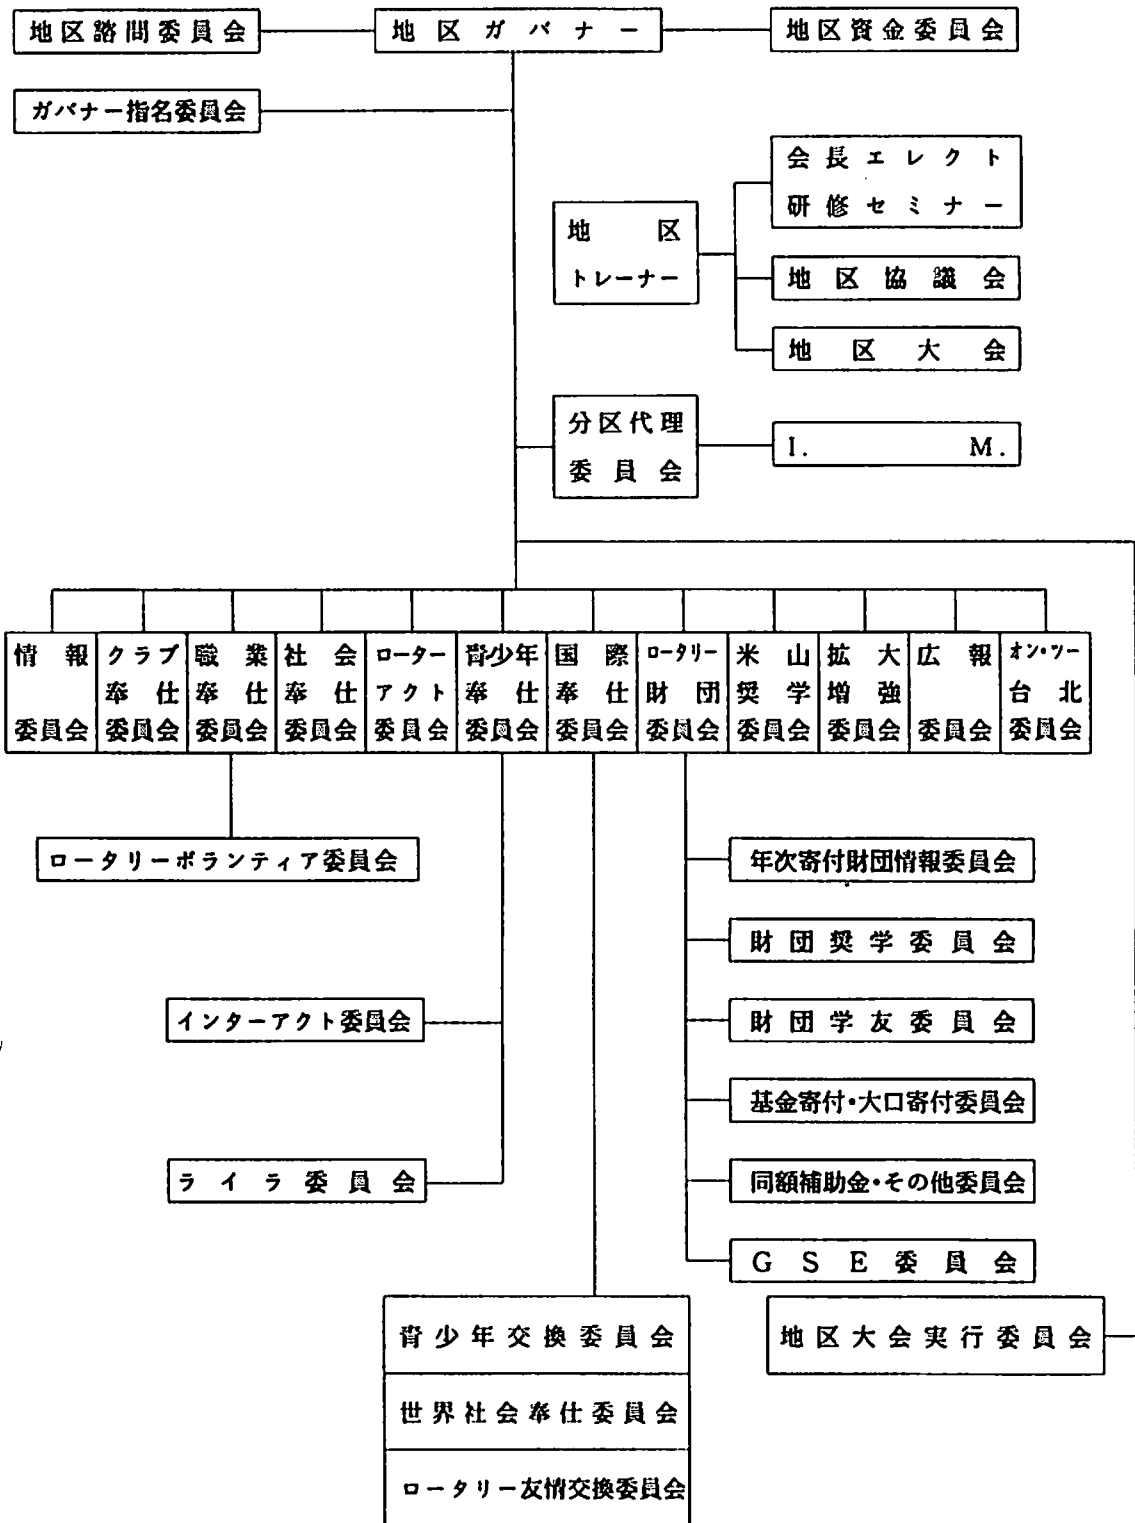 地区諮問委員会
地区ガバナー
地区資金委員会
ガバナー指名委員会
会長エレクト
研修セミナー
地区
トレーナー
地区協議会
地区大会
分区代理
委員会
I. M.
情報
委員会
クラブ
奉仕
委員会
職業
奉仕
委員会
社会
奉仕
委員会
ローター
アクト
委員会
青少年
奉仕
委員会
国際
奉仕
委員会
ロータリー
財団
委員会
米山
奨学
委員会
拡大
増強
委員会
広報
委員会
オン・ツー
台北
委員会
ロータリーボランティア委員会
年次寄付財団情報委員会
財団奨学委員会
インターアクト委員会
財団学友委員会
基金寄付・大口寄付委員会
ライラ委員会
同額補助金・その他委員会
GSE委員会
青少年交換委員会
世界社会奉仕委員会
ロータリー友情交換委員会
地区大会実行委員会